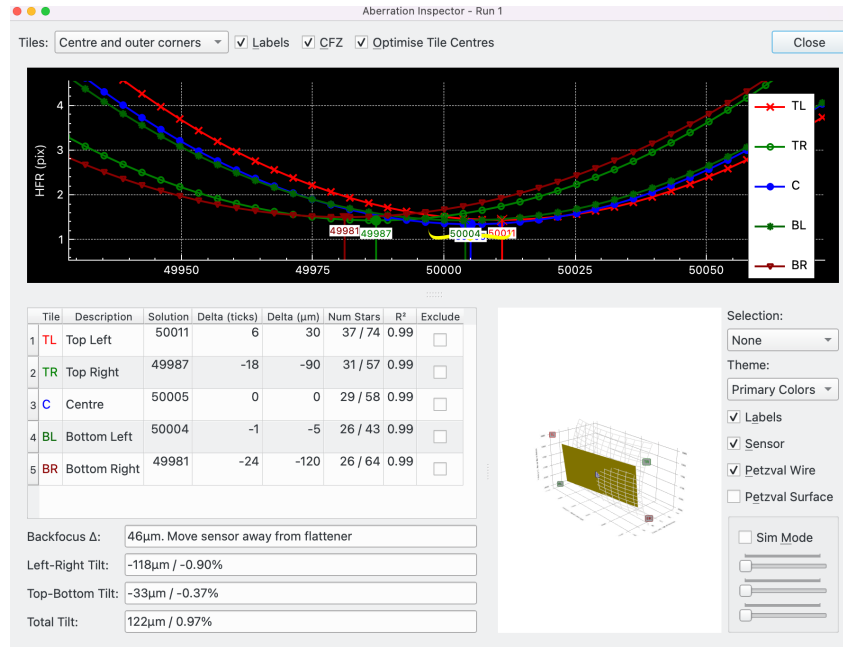 Aberration Inspector - Run 1
Tiles: Centre and outer corners Labels CFZ Optimise Tile Centres Close
HFR (pix)
4
3
2
1
49950 49975 50000 50025 50050
49981 49987 50004 50011
TL
TR
C
BL
BR
Tile Description Solution Delta (ticks) Delta (μm) Num Stars R² Exclude
1 TL Top Left 50011 6 30 37 / 74 0.99
2 TR Top Right 49987 -18 -90 31 / 57 0.99
3 C Centre 50005 0 0 29 / 58 0.99
4 BL Bottom Left 50004 -1 -5 26 / 43 0.99
5 BR Bottom Right 49981 -24 -120 26 / 64 0.99
Backfocus Δ: 46μm. Move sensor away from flattener
Left-Right Tilt: -118μm / -0.90%
Top-Bottom Tilt: -33μm / -0.37%
Total Tilt: 122μm / 0.97%
Selection:
None
Theme:
Primary Colors
Labels
Sensor
Petzval Wire
Petzval Surface
Sim Mode